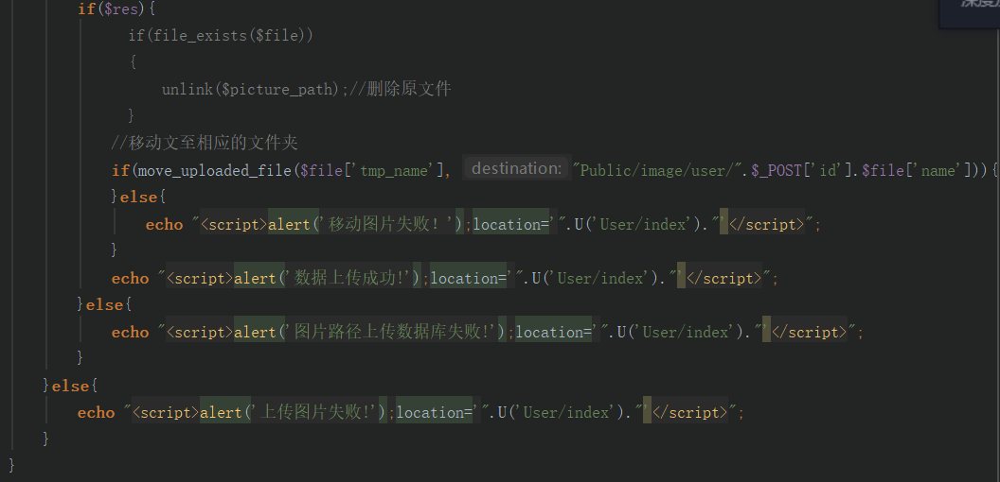 深度
if($res){
if(file_exists($file))
{
unlink($picture_path);//删除原文件
}
//移动文至相应的文件夹
if(move_uploaded_file($file['tmp_name'], destination: "Public/image/user/".$_POST['id'].$file['name'])){
}else{
echo "<script>alert('移动图片失败！');location='".U('User/index')."'</script>";
}
echo "<script>alert('数据上传成功!');location='".U('User/index')."'</script>";
}else{
echo "<script>alert('图片路径上传数据库失败!');location='".U('User/index')."'</script>";
}
}else{
echo "<script>alert('上传图片失败!');location='".U('User/index')."'</script>";
}
}